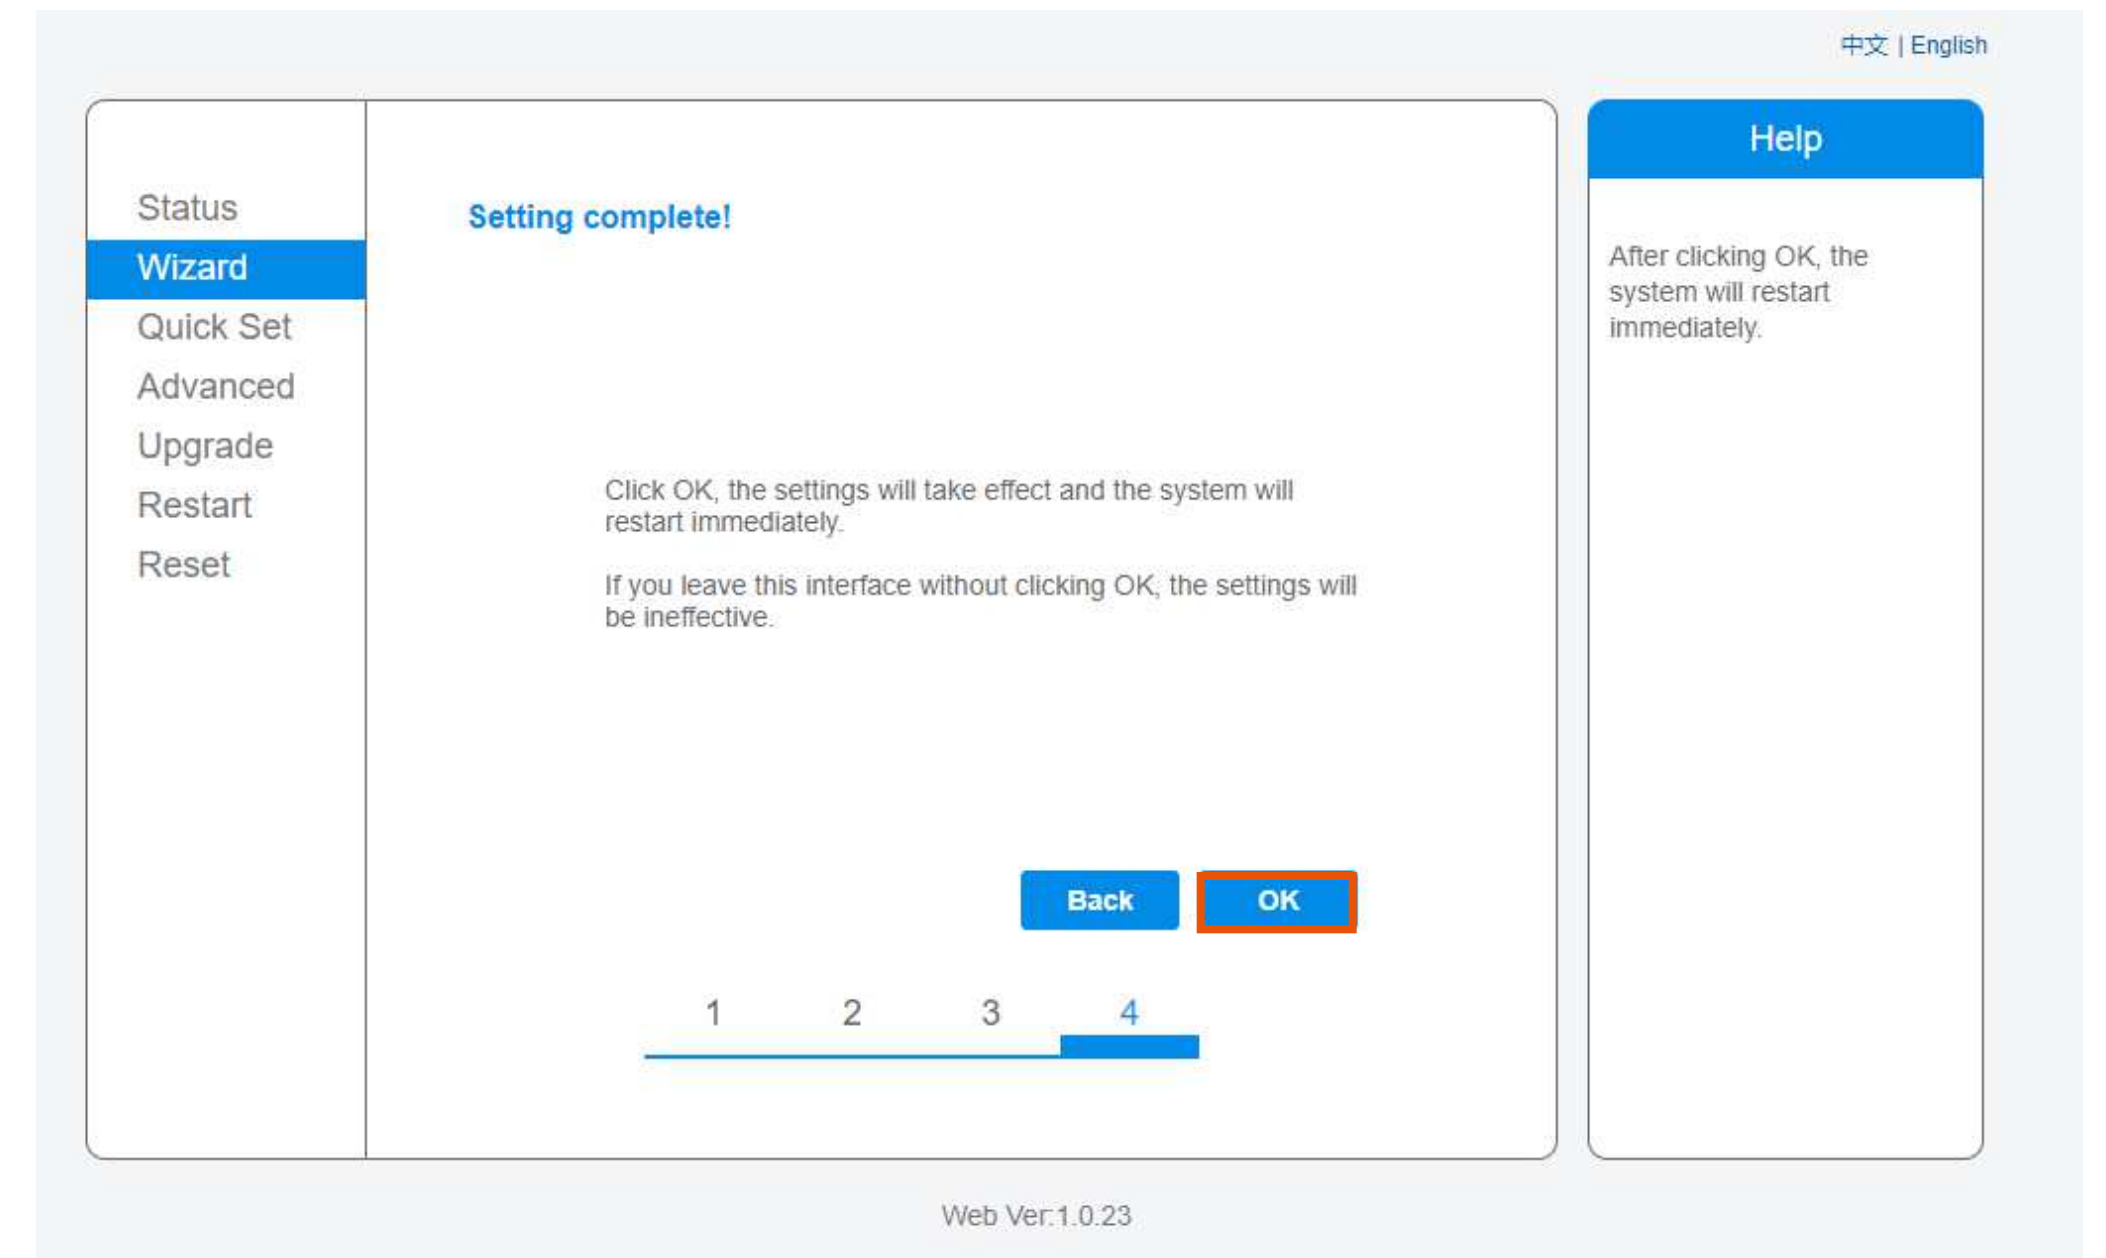 中文 | English
Status
Wizard
Quick Set
Advanced
Upgrade
Restart
Reset
Setting complete!
Click OK, the settings will take effect and the system will
restart immediately.
If you leave this interface without clicking OK, the settings will
be ineffective.
Back
OK
1 2 3 4
Help
After clicking OK, the
system will restart
immediately.
Web Ver:1.0.23